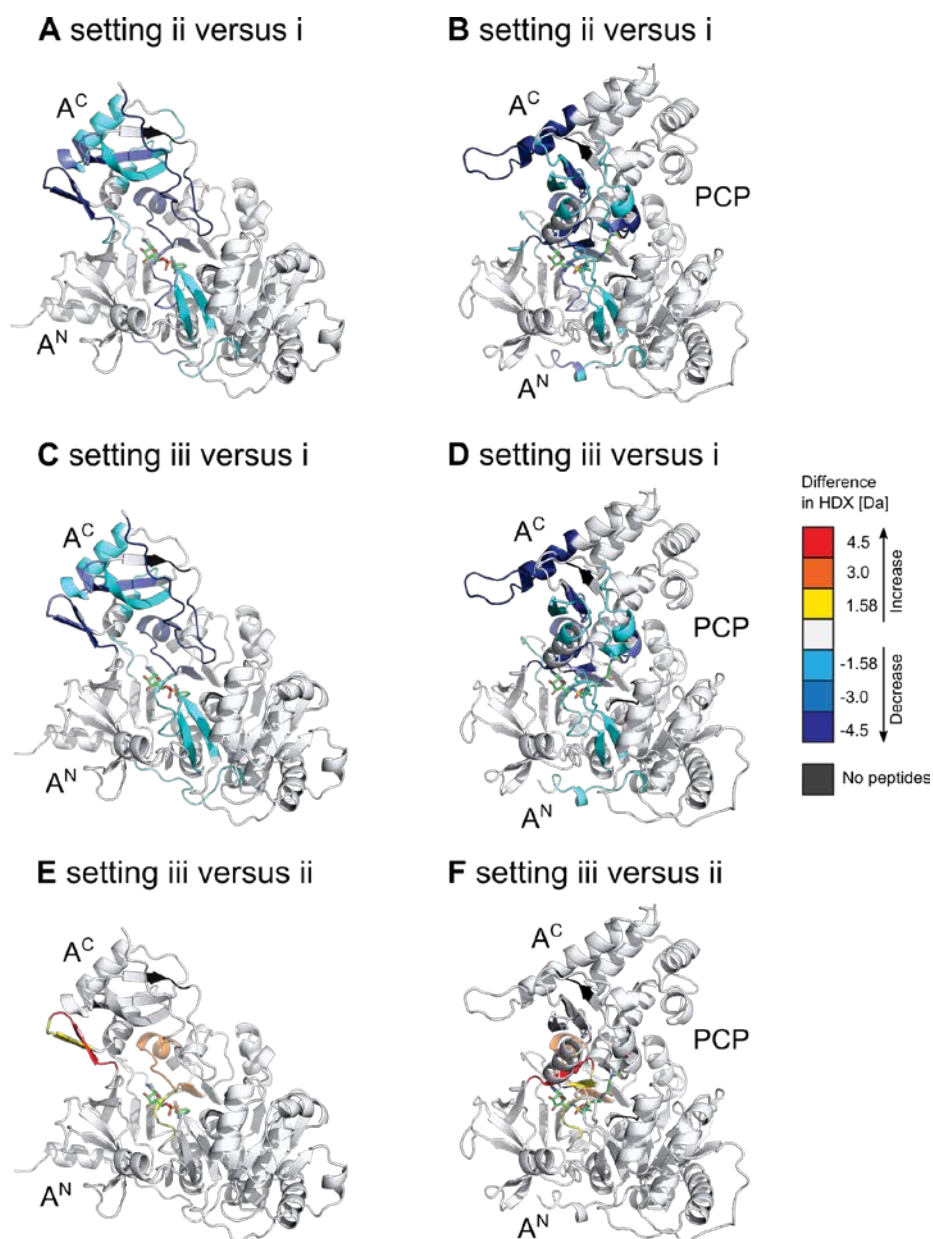 A setting ii versus i
B setting ii versus i
A^C
A^C
PCP
A^N
A^N
C setting iii versus i
D setting iii versus i
A^C
A^C
PCP
A^N
A^N
Difference
in HDX [Da]
4.5
3.0
1.58
-1.58
-3.0
-4.5
Increase
Decrease
No peptides
E setting iii versus ii
F setting iii versus ii
A^C
A^C
PCP
A^N
A^N